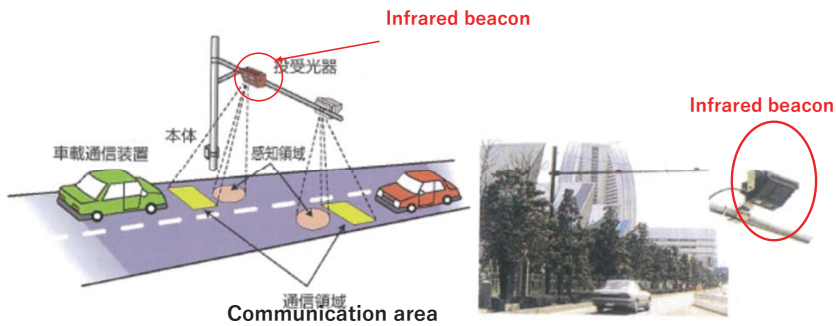 Infrared beacon
投受光器
Infrared beacon
本体
車載通信装置
感知領域
通信領域
Communication area